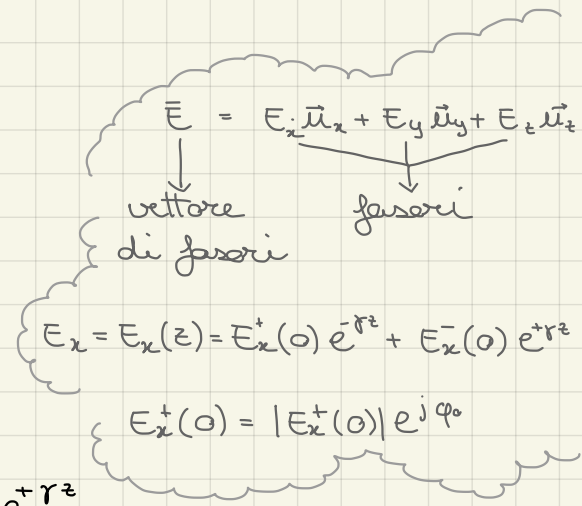 Ē = Eₓ u⃗ₓ + E_y u⃗_y + E_z u⃗_z
vettore fasori
di fasori
Eₓ = Eₓ(z) = Eₓ⁺(0) e^{-γz} + Eₓ⁻(0) e^{+γz}
Eₓ⁺(0) = |Eₓ⁺(0)| e^{jφ₀}
e^{+γz}